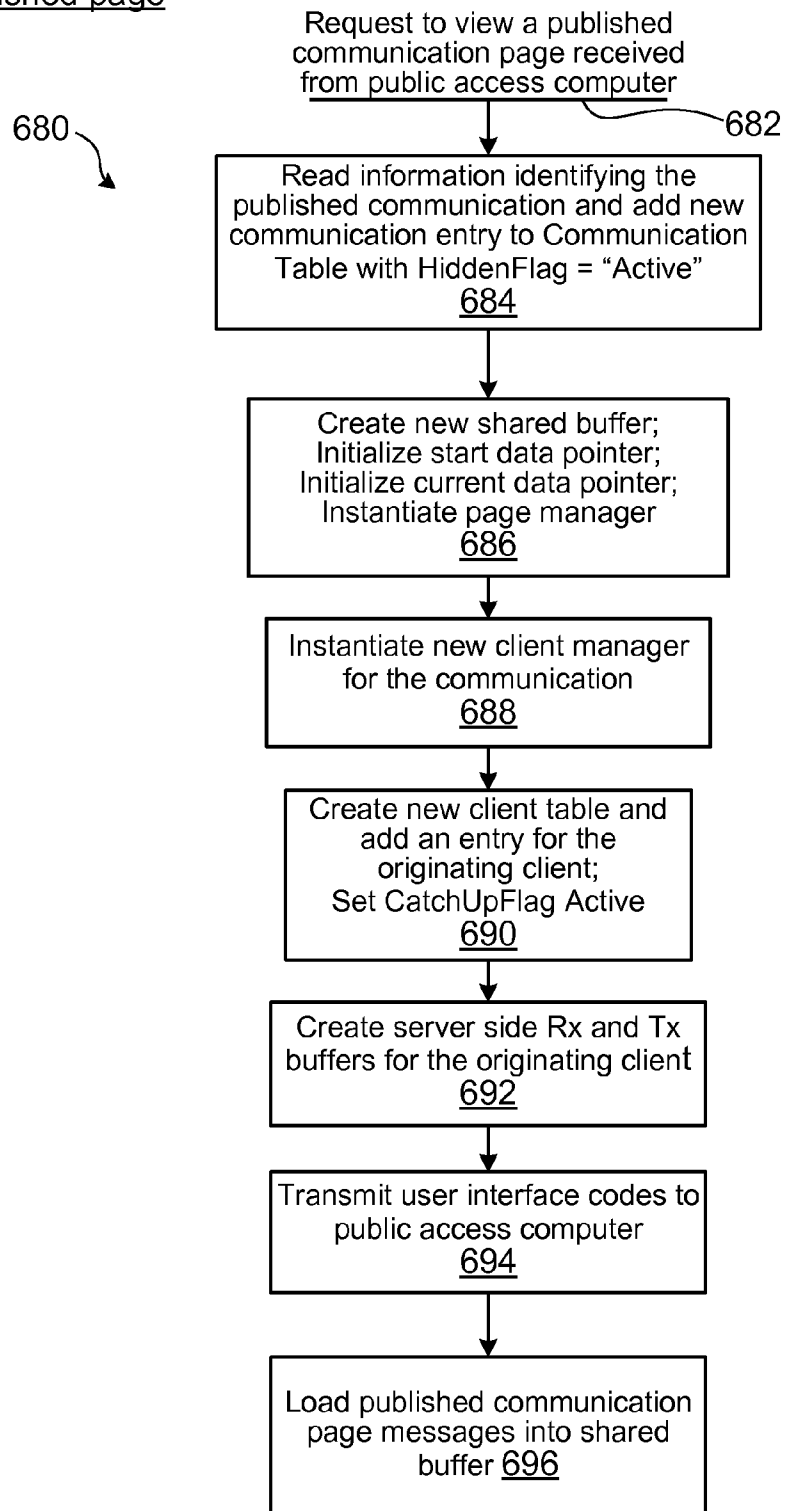 page
Request to view a published
communication page received
from public access computer
680
682
Read information identifying the
published communication and add new
communication entry to Communication
Table with HiddenFlag = “Active”
684
Create new shared buffer;
Initialize start data pointer;
Initialize current data pointer;
Instantiate page manager
686
Instantiate new client manager
for the communication
688
Create new client table and
add an entry for the
originating client;
Set CatchUpFlag Active
690
Create server side Rx and Tx
buffers for the originating client
692
Transmit user interface codes to
public access computer
694
Load published communication
page messages into shared
buffer 696